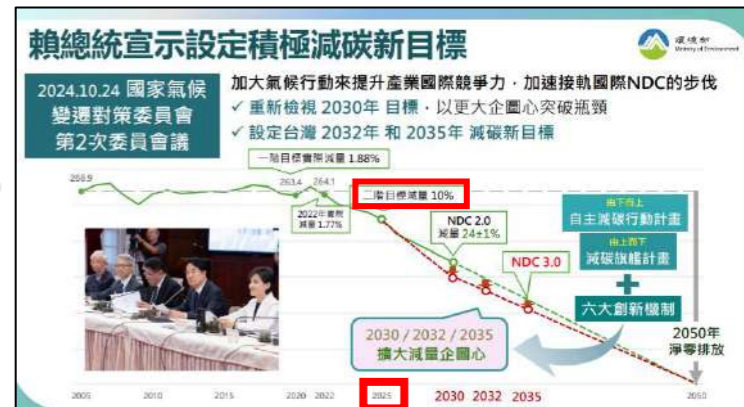 賴總統宣示設定積極減碳新目標
環境部
Ministry of Environment
2024.10.24 國家氣候
變遷對策委員會
第2次委員會議
加大氣候行動來提升產業國際競爭力，加速接軌國際NDC的步伐
✓ 重新檢視 2030年 目標，以更大企圖心突破瓶頸
✓ 設定台灣 2032年 和 2035年 減碳新目標
一階目標實際減量 1.88%
268.9
263.4
264.1
二階目標減量 10%
2022年實際
減量 1.77%
NDC 2.0
減量 24±1%
NDC 3.0
由下而上
自主減碳行動計畫
由上而下
減碳旗艦計畫
六大創新機制
2030 / 2032 / 2035
擴大減量企圖心
2050年
淨零排放
2005 2010 2015 2020 2022 2025 2030 2032 2035 2050